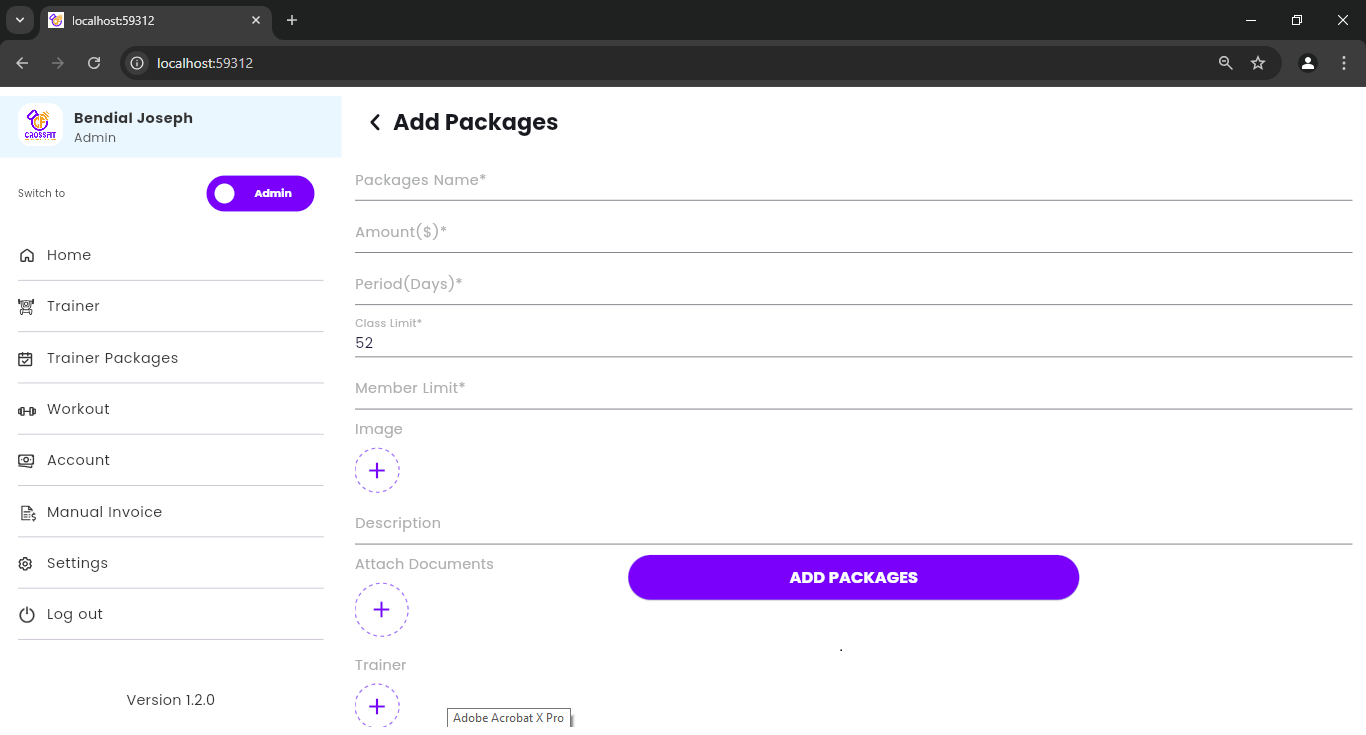 localhost:59312
localhost:59312
CROSSFIT
Bendial Joseph
Admin
Switch to
Admin
Home
Trainer
Trainer Packages
Workout
Account
Manual Invoice
Settings
Log out
Version 1.2.0
Add Packages
Packages Name*
Amount($)*
Period(Days)*
Class Limit*
52
Member Limit*
Image
Description
Attach Documents
ADD PACKAGES
Trainer
Adobe Acrobat X Pro